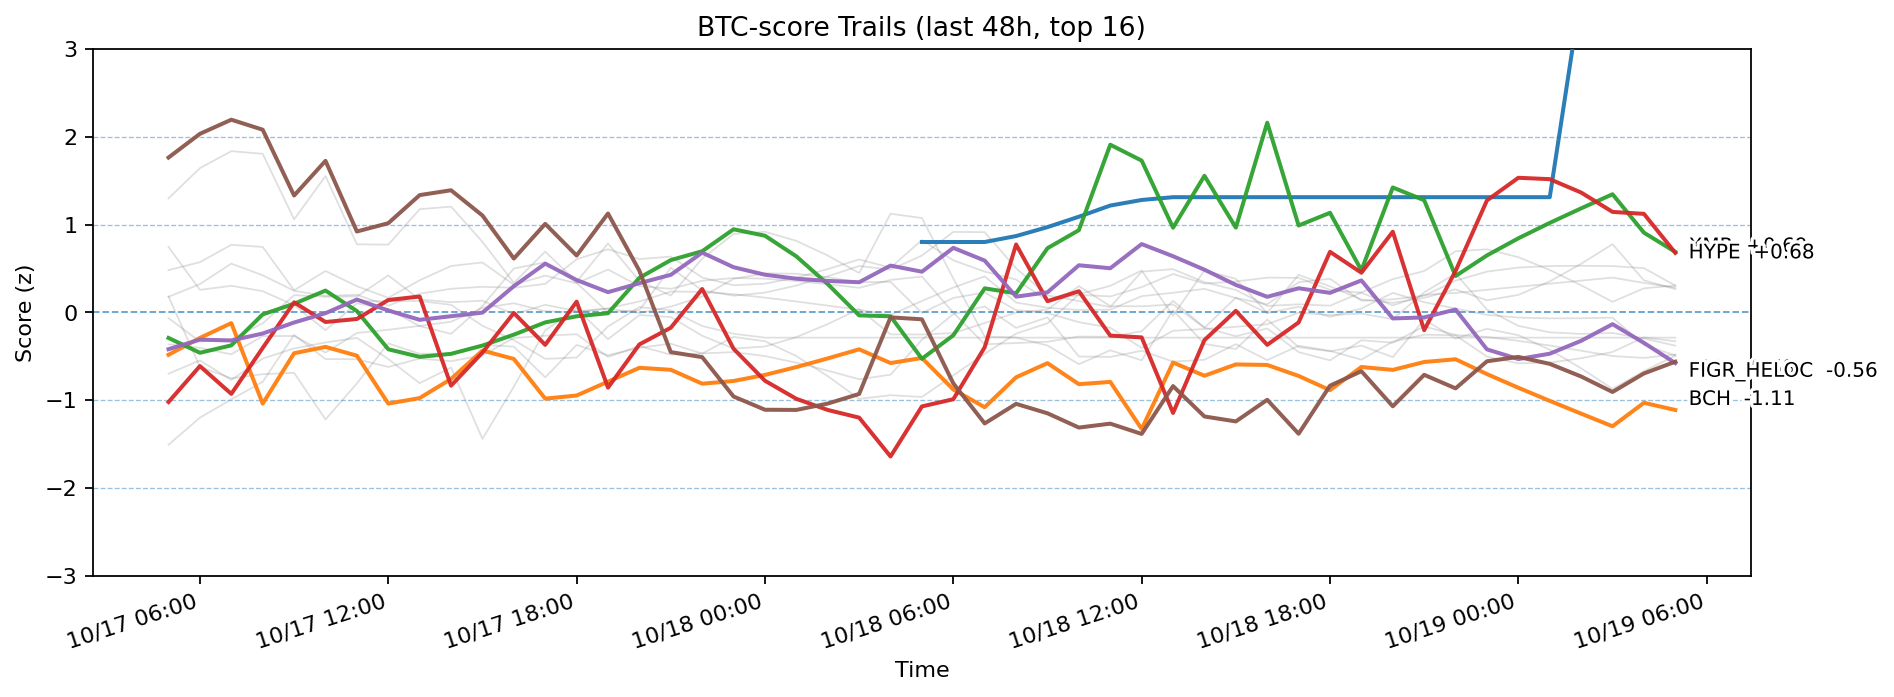 BTC-score Trails (last 48h, top 16)
Score (z)
3
2
1
0
−1
−2
−3
HYPE +0.68
FIGR_HELOC -0.56
BCH -1.11
10/17 06:00
10/17 12:00
10/17 18:00
10/18 00:00
10/18 06:00
10/18 12:00
10/18 18:00
10/19 00:00
10/19 06:00
Time